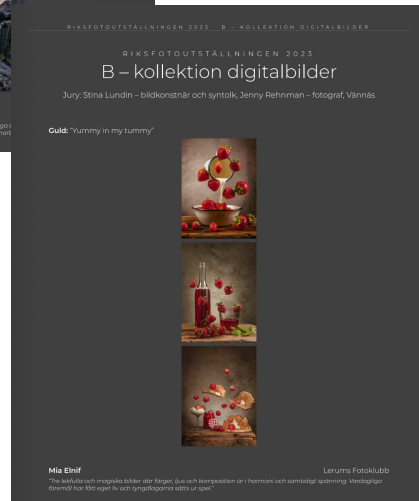 RIKSFOTOUTSTÄLLNINGEN 2023 B - KOLLEKTION DIGITALBILDER
RIKSFOTOUTSTÄLLNINGEN 2023
B – kollektion digitalbilder
Jury: Stina Lundin – bildkonstnär och syntolk, Jenny Rehnman – fotograf, Vännäs
Guld: "Yummy in my tummy"
Mia Elnif
Lerums Fotoklubb
"Tre lekfulla och magiska bilder där färger, ljus och komposition är i harmoni och samtidigt spänning. Vardagliga
föremål har fått eget liv och tyngdlagarna sätts ur spel."